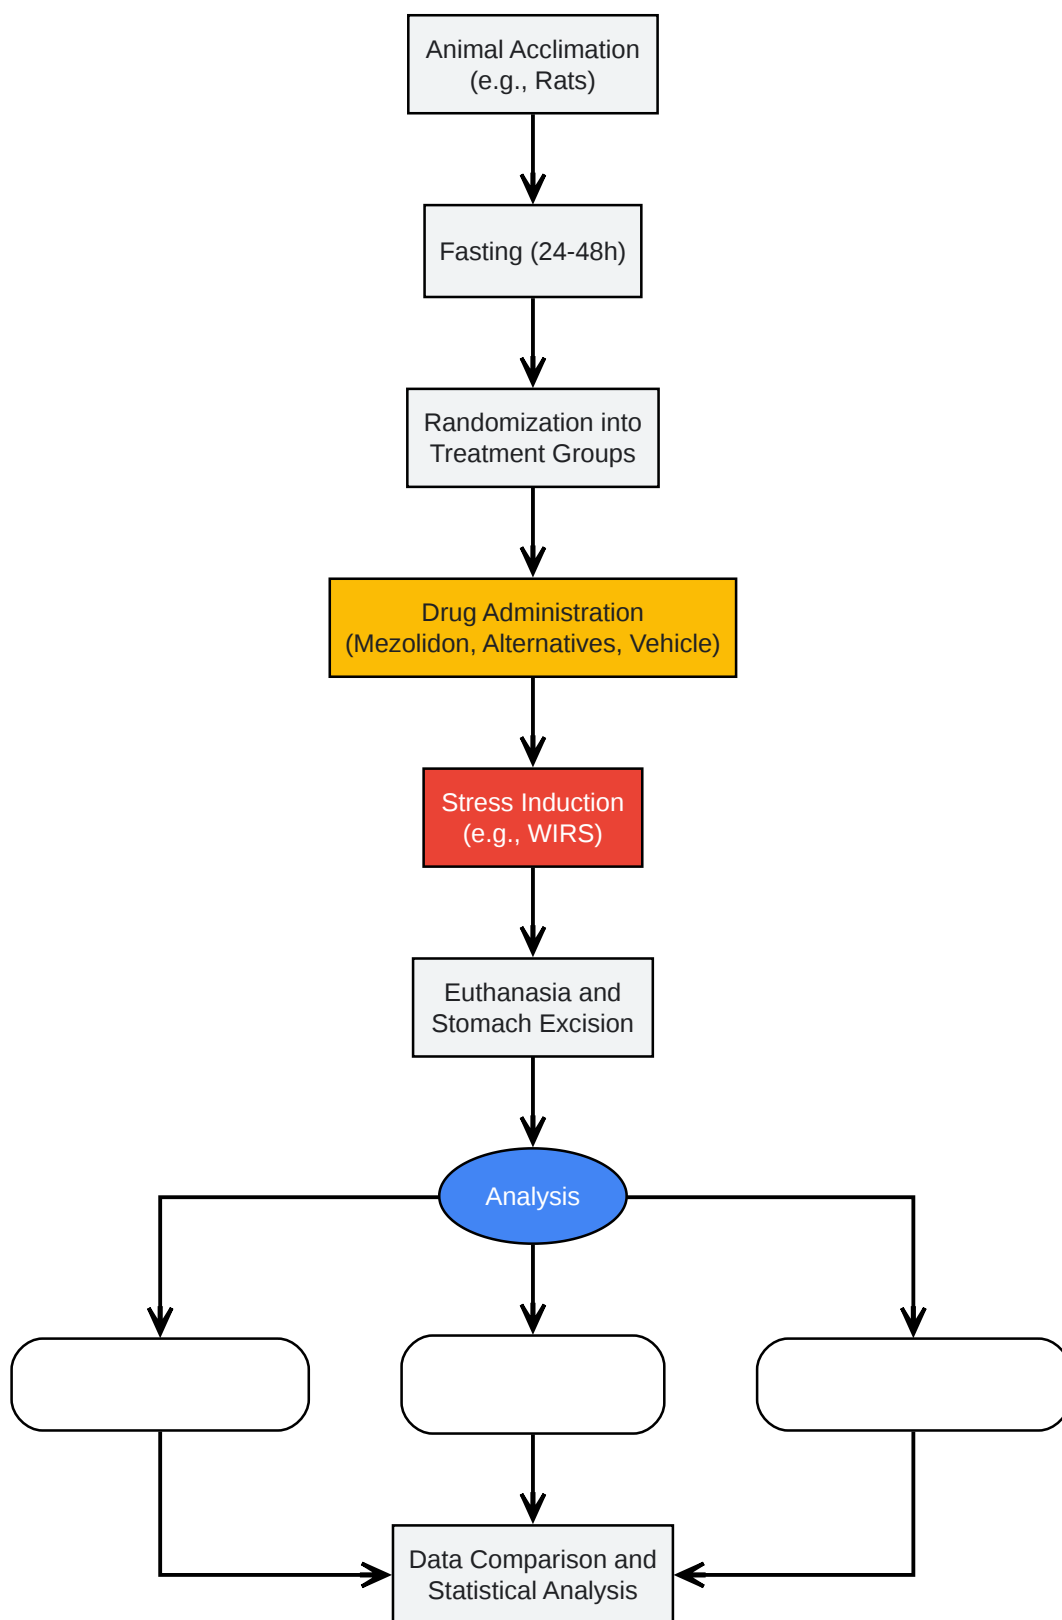 Animal Acclimation
(e.g., Rats)
Fasting (24-48h)
Randomization into
Treatment Groups
Drug Administration
(Mezolidon, Alternatives, Vehicle)
Stress Induction
(e.g., WIRS)
Euthanasia and
Stomach Excision
Analysis
Data Comparison and
Statistical Analysis